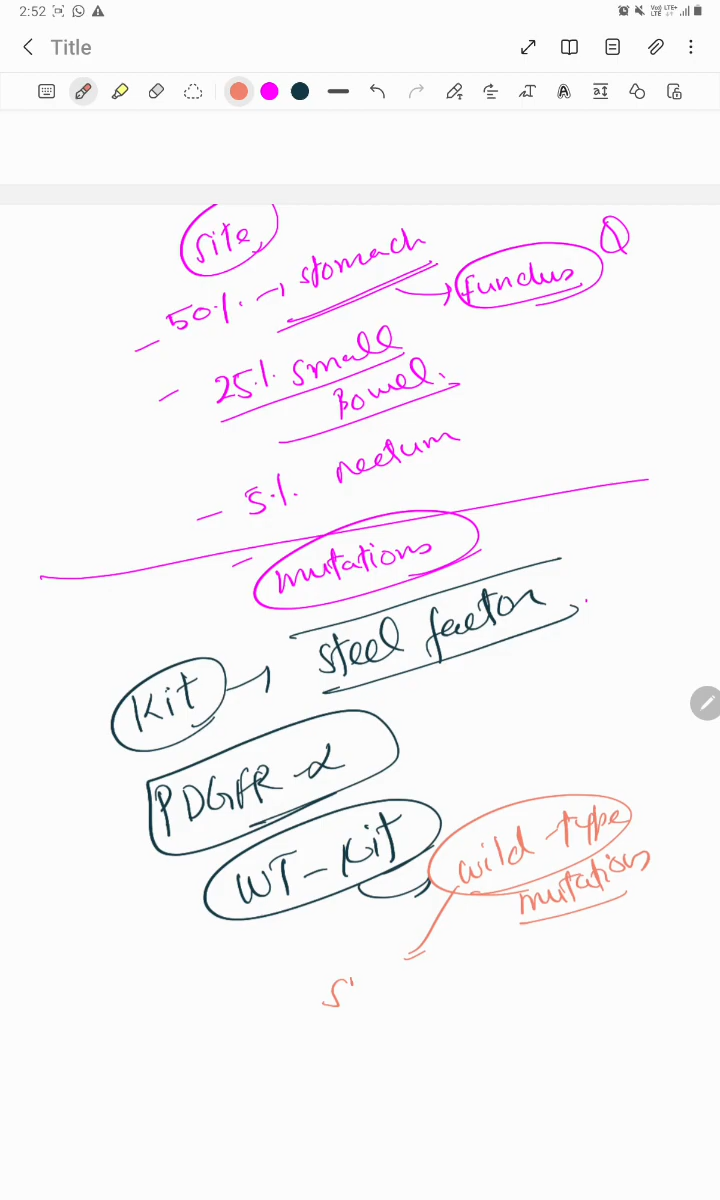 2:52
Title
Site
- 50%. → stomach → fundus Q
- 25%. small
Bowel.
- 5%. rectum
- mutations
Kit → steel factor
PDGFR-α
WT-Kit → wild-type
mutation